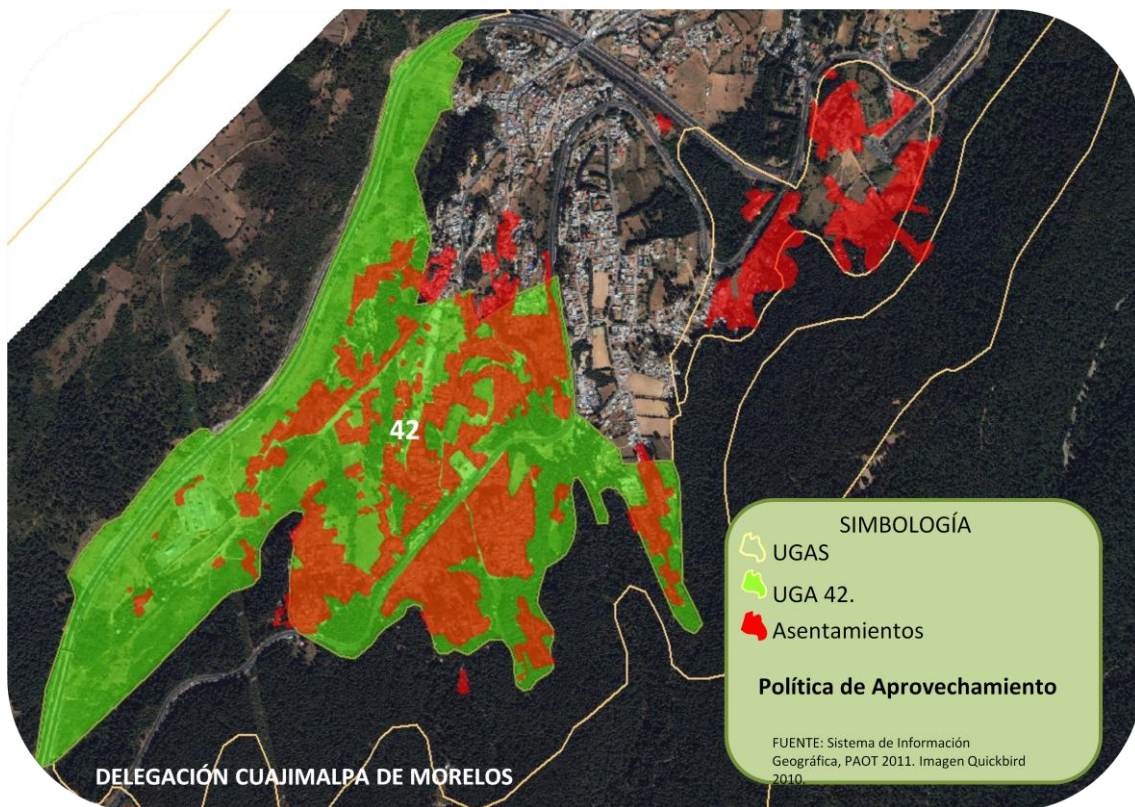 42
SIMBOLOGÍA
UGAS
UGA 42.
Asentamientos
Política de Aprovechamiento
FUENTE: Sistema de Información
Geográfica, PAOT 2011. Imagen Quickbird
2010.
DELEGACIÓN CUAJIMALPA DE MORELOS